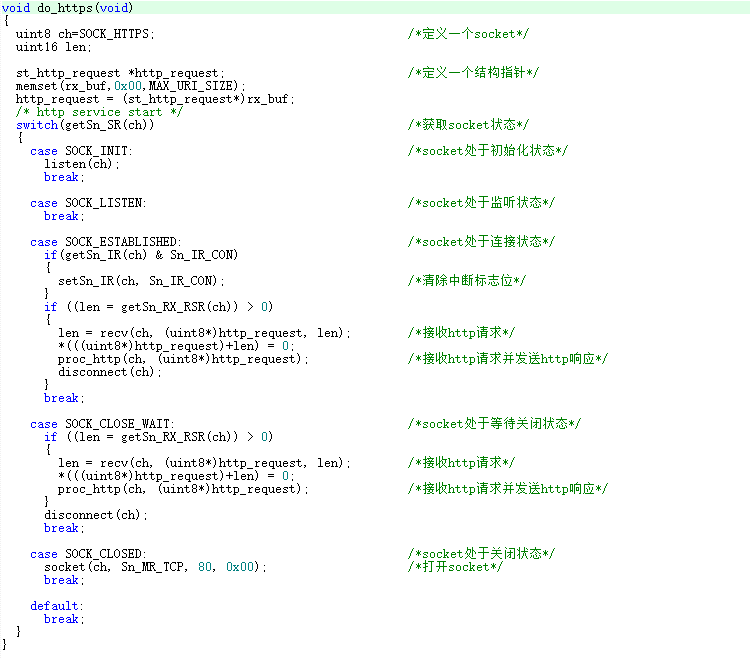 void do_https(void)
{
  uint8 ch=SOCK_HTTPS; /*定义一个socket*/
  uint16 len;
  st_http_request *http_request; /*定义一个结构指针*/
  memset(rx_buf,0x00,MAX_URI_SIZE);
  http_request = (st_http_request*)rx_buf;
  /* http service start */
  switch(getSn_SR(ch)) /*获取socket状态*/
  {
    case SOCK_INIT: /*socket处于初始化状态*/
      listen(ch);
      break;
    case SOCK_LISTEN: /*socket处于监听状态*/
      break;
    case SOCK_ESTABLISHED: /*socket处于连接状态*/
      if(getSn_IR(ch) & Sn_IR_CON)
      {
        setSn_IR(ch, Sn_IR_CON); /*清除中断标志位*/
      }
      if ((len = getSn_RX_RSR(ch)) > 0)
      {
        len = recv(ch, (uint8*)http_request, len); /*接收http请求*/
        *(((uint8*)http_request)+len) = 0;
        proc_http(ch, (uint8*)http_request); /*接收http请求并发送http响应*/
        disconnect(ch);
      }
      break;
    case SOCK_CLOSE_WAIT: /*socket处于等待关闭状态*/
      if ((len = getSn_RX_RSR(ch)) > 0)
      {
        len = recv(ch, (uint8*)http_request, len); /*接收http请求*/
        *(((uint8*)http_request)+len) = 0;
        proc_http(ch, (uint8*)http_request); /*接收http请求并发送http响应*/
      }
      disconnect(ch);
      break;
    case SOCK_CLOSED: /*socket处于关闭状态*/
      socket(ch, Sn_MR_TCP, 80, 0x00); /*打开socket*/
      break;
    default:
      break;
  }
}